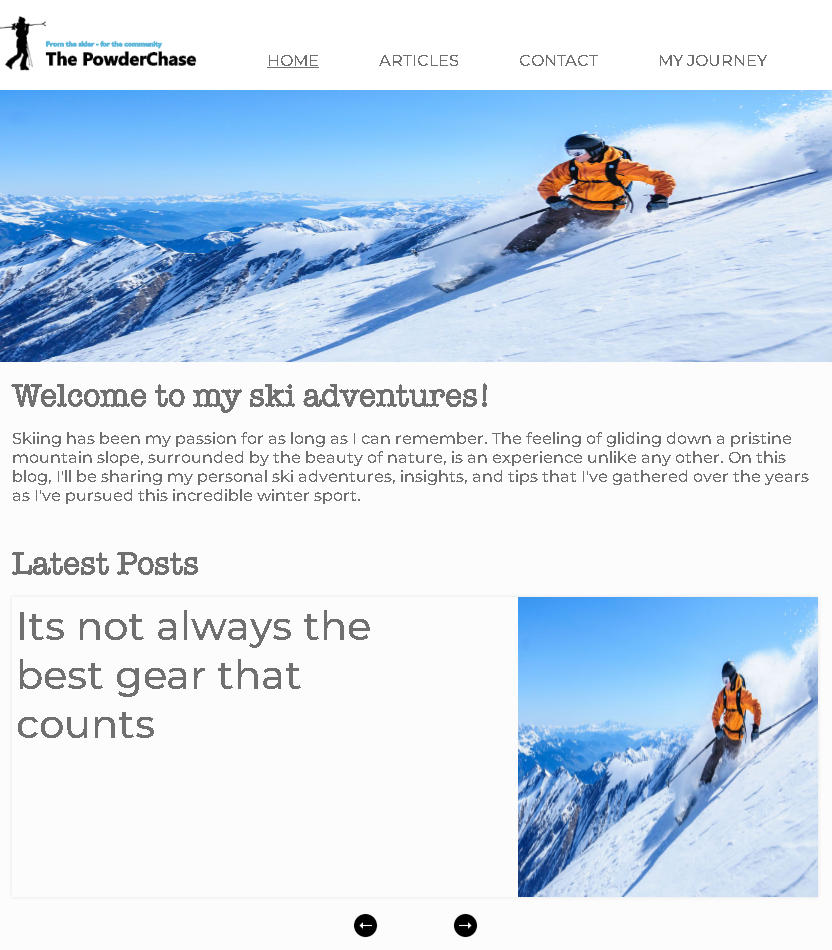 From the skier - for the community
The PowderChase
HOME ARTICLES CONTACT MY JOURNEY
Welcome to my ski adventures!
Skiing has been my passion for as long as I can remember. The feeling of gliding down a pristine
mountain slope, surrounded by the beauty of nature, is an experience unlike any other. On this
blog, I'll be sharing my personal ski adventures, insights, and tips that I've gathered over the years
as I've pursued this incredible winter sport.
Latest Posts
Its not always the
best gear that
counts